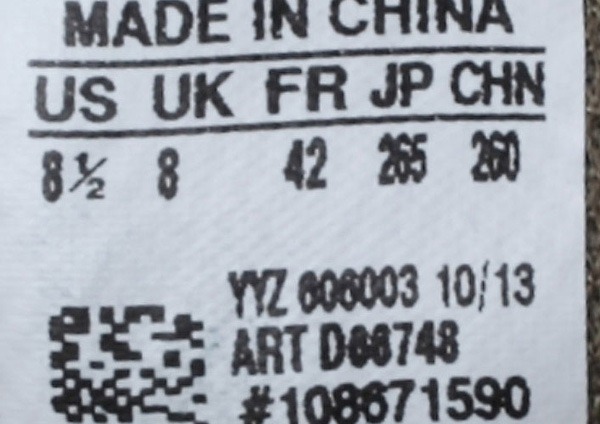 MADE IN CHINA
US UK FR JP CHN
8½ 8 42 265 260
YYZ 606003 10/13
ART D66748
#108671590